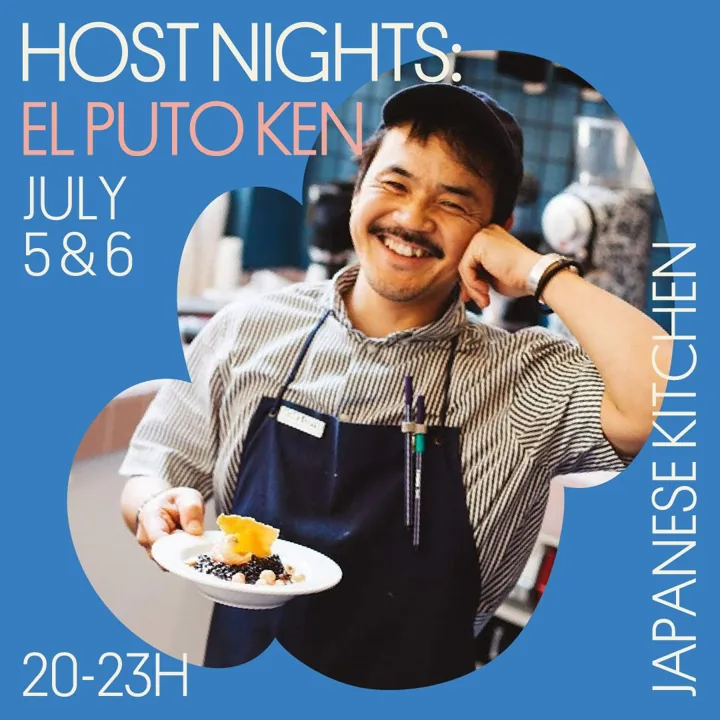 HOST NIGHTS:
EL PUTO KEN
JULY
5 & 6
JAPANESE KITCHEN
20-23H